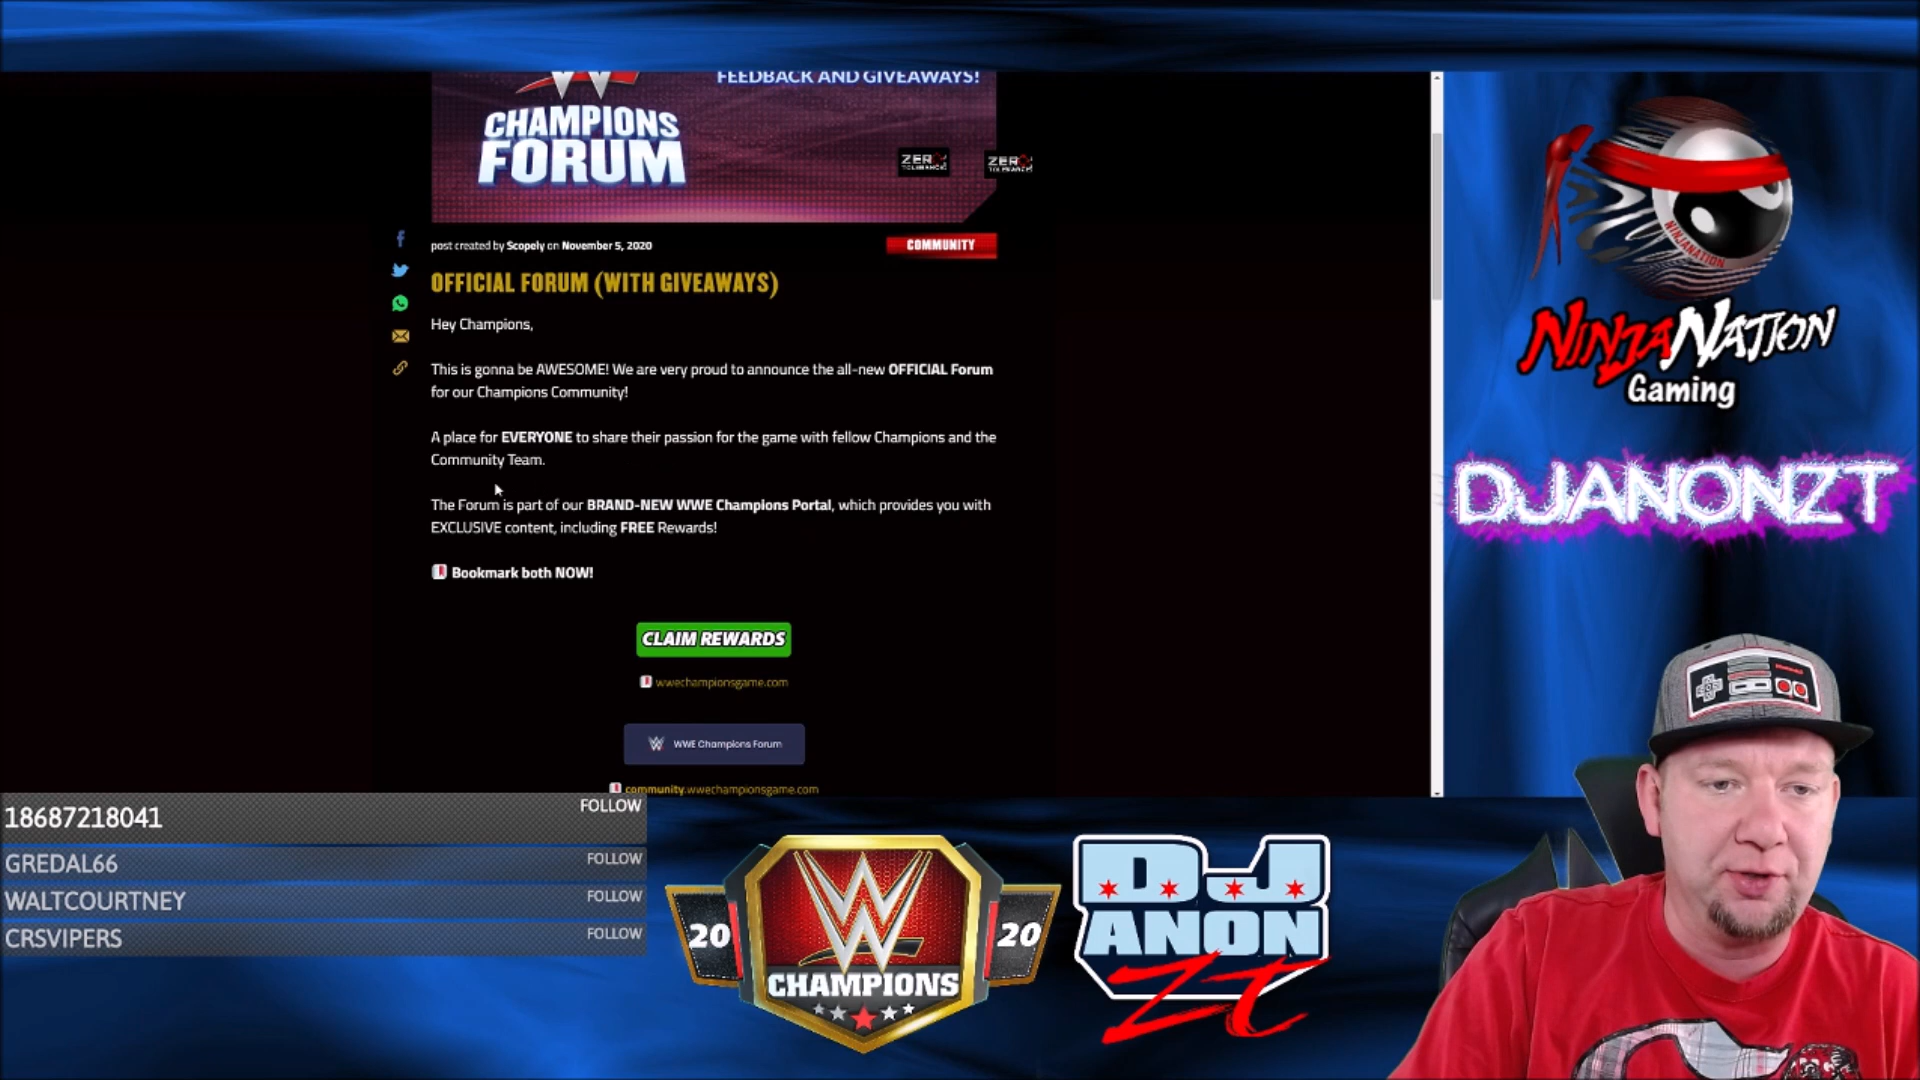 FEEDBACK AND GIVEAWAYS!
CHAMPIONS
FORUM
ZERO
TOLERANCE!
ZERO
TOLERANCE!
post created by Scopely on November 5, 2020
COMMUNITY
OFFICIAL FORUM (WITH GIVEAWAYS)
Hey Champions,
This is gonna be AWESOME! We are very proud to announce the all-new OFFICIAL Forum
for our Champions Community!
A place for EVERYONE to share their passion for the game with fellow Champions and the
Community Team.
The Forum is part of our BRAND-NEW WWE Champions Portal, which provides you with
EXCLUSIVE content, including FREE Rewards!
Bookmark both NOW!
CLAIM REWARDS
wwechampionsgame.com
WWE Champions Forum
community.wwechampionsgame.com
NINJANATION
NINJANATION
Gaming
DJANONZT
18687218041 FOLLOW
GREDAL66 FOLLOW
WALTCOURTNEY FOLLOW
CRSVIPERS FOLLOW
20 W 20
CHAMPIONS
DJ
ANON
ZT